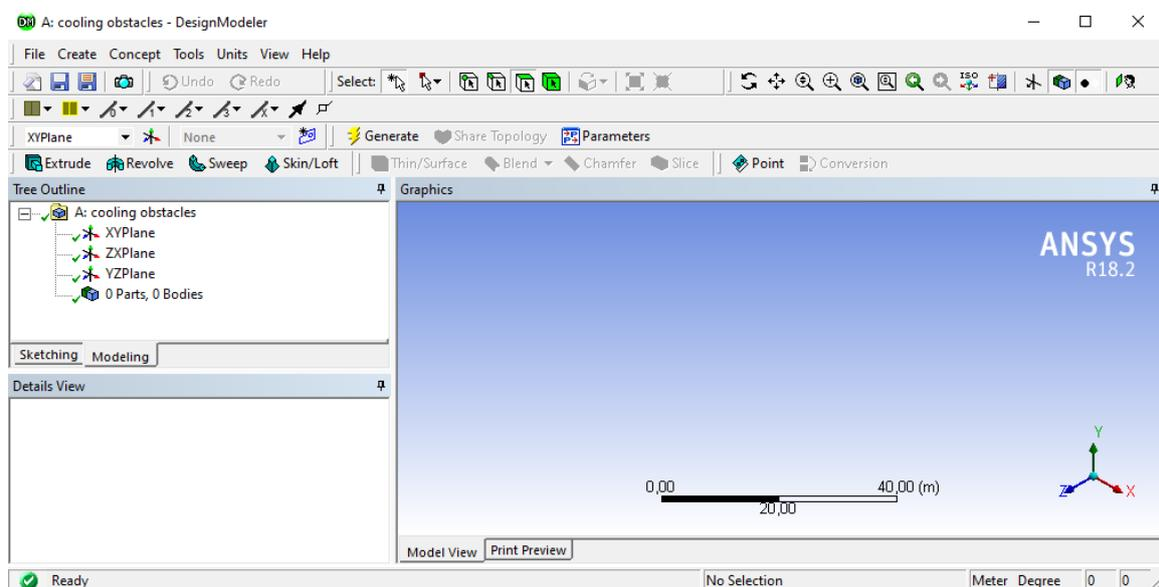 DM A: cooling obstacles - DesignModeler
File Create Concept Tools Units View Help
Undo Redo Select: ISO
XYPlane None Generate Share Topology Parameters
Extrude Revolve Sweep Skin/Loft Thin/Surface Blend Chamfer Slice Point Conversion
Tree Outline
A: cooling obstacles
XYPlane
ZXPlane
YZPlane
0 Parts, 0 Bodies
Sketching Modeling
Details View
Graphics
ANSYS
R18.2
Y
Z X
0,00 40,00 (m)
20,00
Model View Print Preview
Ready No Selection Meter Degree 0 0